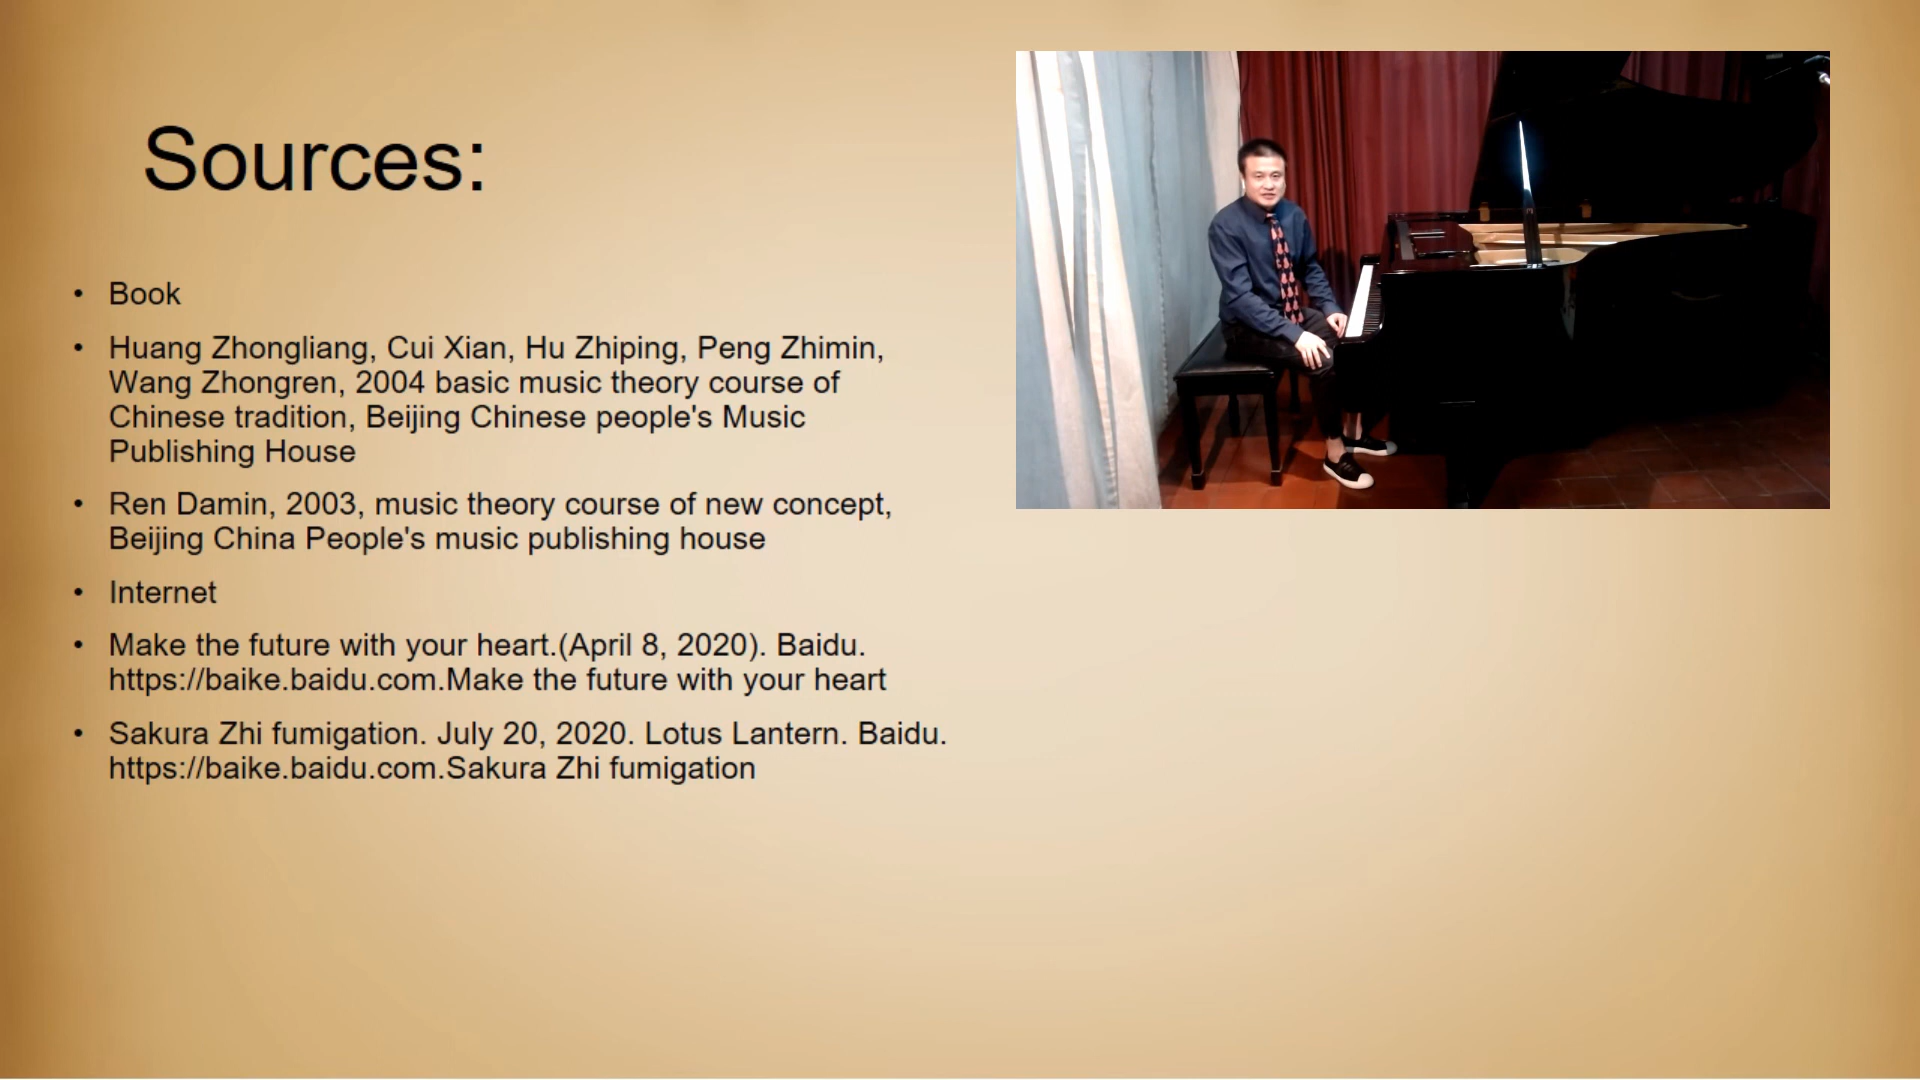 Sources:
• Book
• Huang Zhongliang, Cui Xian, Hu Zhiping, Peng Zhimin,
Wang Zhongren, 2004 basic music theory course of
Chinese tradition, Beijing Chinese people's Music
Publishing House
• Ren Damin, 2003, music theory course of new concept,
Beijing China People's music publishing house
• Internet
• Make the future with your heart.(April 8, 2020). Baidu.
https://baike.baidu.com.Make the future with your heart
• Sakura Zhi fumigation. July 20, 2020. Lotus Lantern. Baidu.
https://baike.baidu.com.Sakura Zhi fumigation